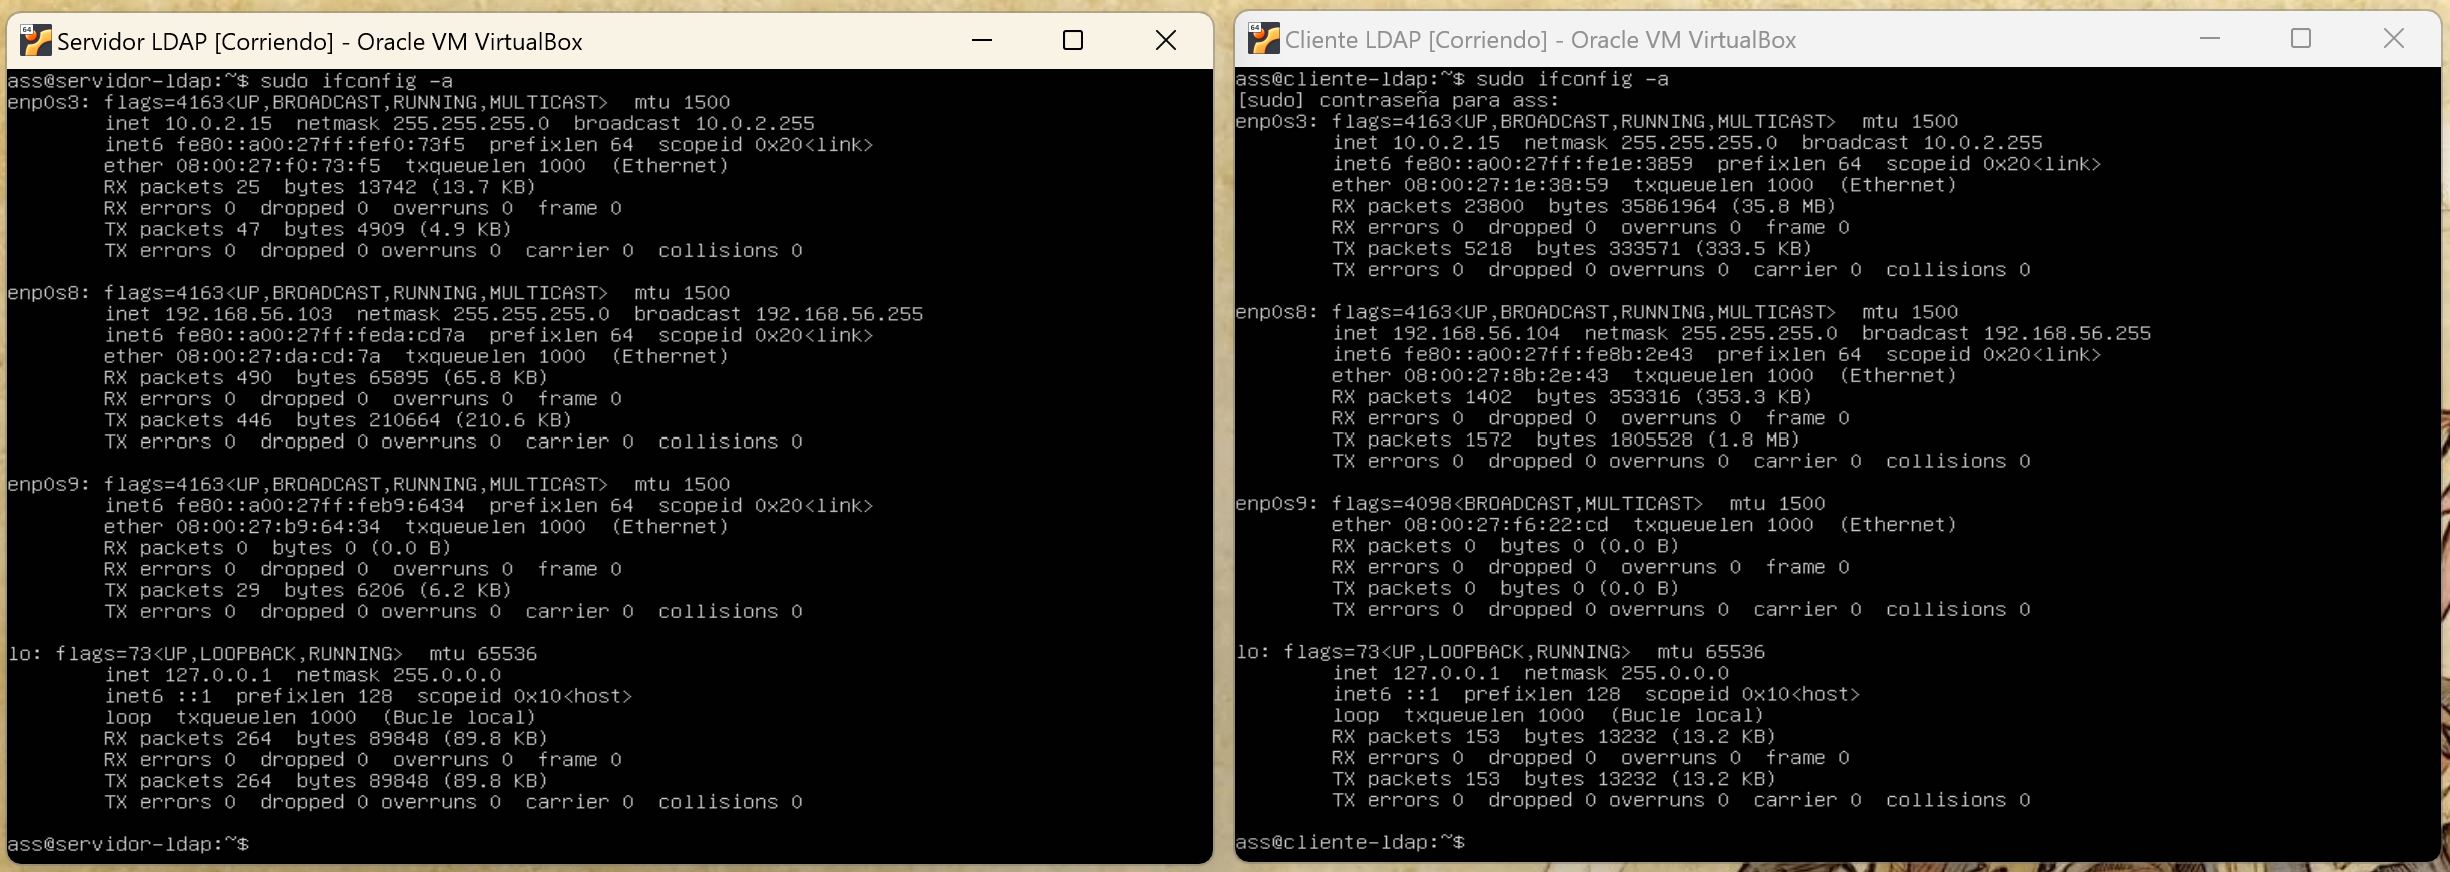 Servidor LDAP [Corriendo] - Oracle VM VirtualBox
ass@servidor-ldap:~$ sudo ifconfig -a
enp0s3: flags=4163<UP,BROADCAST,RUNNING,MULTICAST>  mtu 1500
        inet 10.0.2.15  netmask 255.255.255.0  broadcast 10.0.2.255
        inet6 fe80::a00:27ff:fef0:73f5  prefixlen 64  scopeid 0x20<link>
        ether 08:00:27:f0:73:f5  txqueuelen 1000  (Ethernet)
        RX packets 25  bytes 13742 (13.7 KB)
        RX errors 0  dropped 0  overruns 0  frame 0
        TX packets 47  bytes 4909 (4.9 KB)
        TX errors 0  dropped 0 overruns 0  carrier 0  collisions 0

enp0s8: flags=4163<UP,BROADCAST,RUNNING,MULTICAST>  mtu 1500
        inet 192.168.56.103  netmask 255.255.255.0  broadcast 192.168.56.255
        inet6 fe80::a00:27ff:feda:cd7a  prefixlen 64  scopeid 0x20<link>
        ether 08:00:27:da:cd:7a  txqueuelen 1000  (Ethernet)
        RX packets 490  bytes 65895 (65.8 KB)
        RX errors 0  dropped 0  overruns 0  frame 0
        TX packets 446  bytes 210664 (210.6 KB)
        TX errors 0  dropped 0 overruns 0  carrier 0  collisions 0

enp0s9: flags=4163<UP,BROADCAST,RUNNING,MULTICAST>  mtu 1500
        inet6 fe80::a00:27ff:feb9:6434  prefixlen 64  scopeid 0x20<link>
        ether 08:00:27:b9:64:34  txqueuelen 1000  (Ethernet)
        RX packets 0  bytes 0 (0.0 B)
        RX errors 0  dropped 0  overruns 0  frame 0
        TX packets 29  bytes 6206 (6.2 KB)
        TX errors 0  dropped 0 overruns 0  carrier 0  collisions 0

lo: flags=73<UP,LOOPBACK,RUNNING>  mtu 65536
        inet 127.0.0.1  netmask 255.0.0.0
        inet6 ::1  prefixlen 128  scopeid 0x10<host>
        loop  txqueuelen 1000  (Bucle local)
        RX packets 264  bytes 89848 (89.8 KB)
        RX errors 0  dropped 0  overruns 0  frame 0
        TX packets 264  bytes 89848 (89.8 KB)
        TX errors 0  dropped 0 overruns 0  carrier 0  collisions 0

ass@servidor-ldap:~$
Cliente LDAP [Corriendo] - Oracle VM VirtualBox
ass@cliente-ldap:~$ sudo ifconfig -a
[sudo] contraseña para ass:
enp0s3: flags=4163<UP,BROADCAST,RUNNING,MULTICAST>  mtu 1500
        inet 10.0.2.15  netmask 255.255.255.0  broadcast 10.0.2.255
        inet6 fe80::a00:27ff:fe1e:3859  prefixlen 64  scopeid 0x20<link>
        ether 08:00:27:1e:38:59  txqueuelen 1000  (Ethernet)
        RX packets 23800  bytes 35861964 (35.8 MB)
        RX errors 0  dropped 0  overruns 0  frame 0
        TX packets 5218  bytes 333571 (333.5 KB)
        TX errors 0  dropped 0 overruns 0  carrier 0  collisions 0

enp0s8: flags=4163<UP,BROADCAST,RUNNING,MULTICAST>  mtu 1500
        inet 192.168.56.104  netmask 255.255.255.0  broadcast 192.168.56.255
        inet6 fe80::a00:27ff:fe8b:2e43  prefixlen 64  scopeid 0x20<link>
        ether 08:00:27:8b:2e:43  txqueuelen 1000  (Ethernet)
        RX packets 1402  bytes 353316 (353.3 KB)
        RX errors 0  dropped 0  overruns 0  frame 0
        TX packets 1572  bytes 1805528 (1.8 MB)
        TX errors 0  dropped 0 overruns 0  carrier 0  collisions 0

enp0s9: flags=4098<BROADCAST,MULTICAST>  mtu 1500
        ether 08:00:27:f6:22:cd  txqueuelen 1000  (Ethernet)
        RX packets 0  bytes 0 (0.0 B)
        RX errors 0  dropped 0  overruns 0  frame 0
        TX packets 0  bytes 0 (0.0 B)
        TX errors 0  dropped 0 overruns 0  carrier 0  collisions 0

lo: flags=73<UP,LOOPBACK,RUNNING>  mtu 65536
        inet 127.0.0.1  netmask 255.0.0.0
        inet6 ::1  prefixlen 128  scopeid 0x10<host>
        loop  txqueuelen 1000  (Bucle local)
        RX packets 153  bytes 13232 (13.2 KB)
        RX errors 0  dropped 0  overruns 0  frame 0
        TX packets 153  bytes 13232 (13.2 KB)
        TX errors 0  dropped 0 overruns 0  carrier 0  collisions 0

ass@cliente-ldap:~$